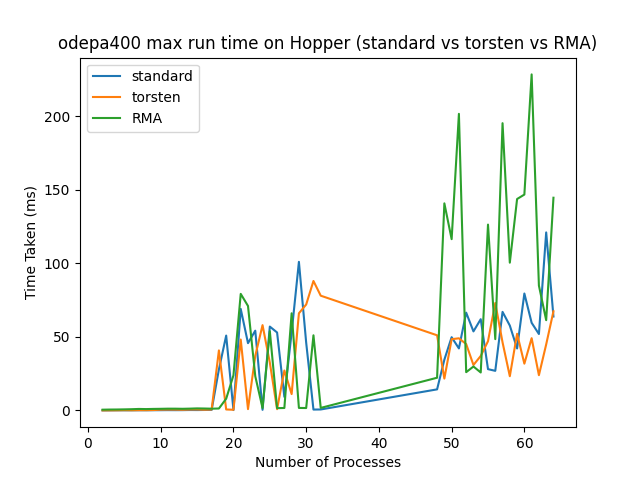 odepa400 max run time on Hopper (standard vs torsten vs RMA)
standard
torsten
RMA
200
150
100
50
0
Time Taken (ms)
0 10 20 30 40 50 60
Number of Processes